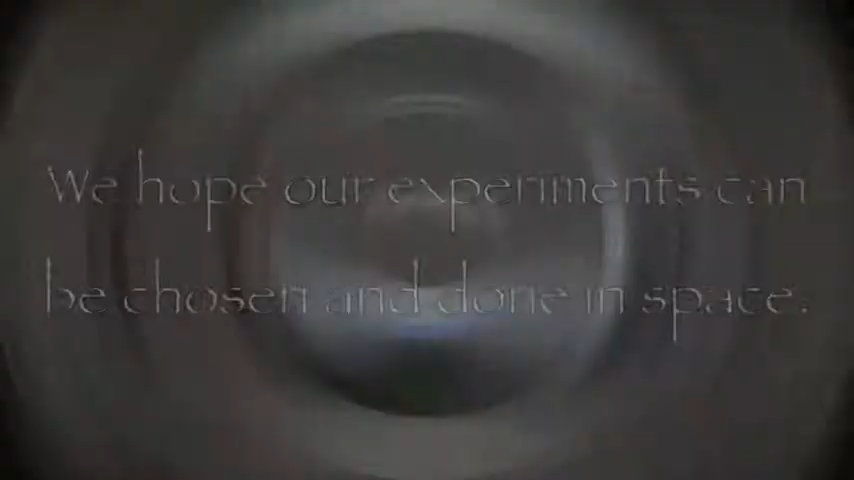 We hope our experiments can
be chosen and done in space.